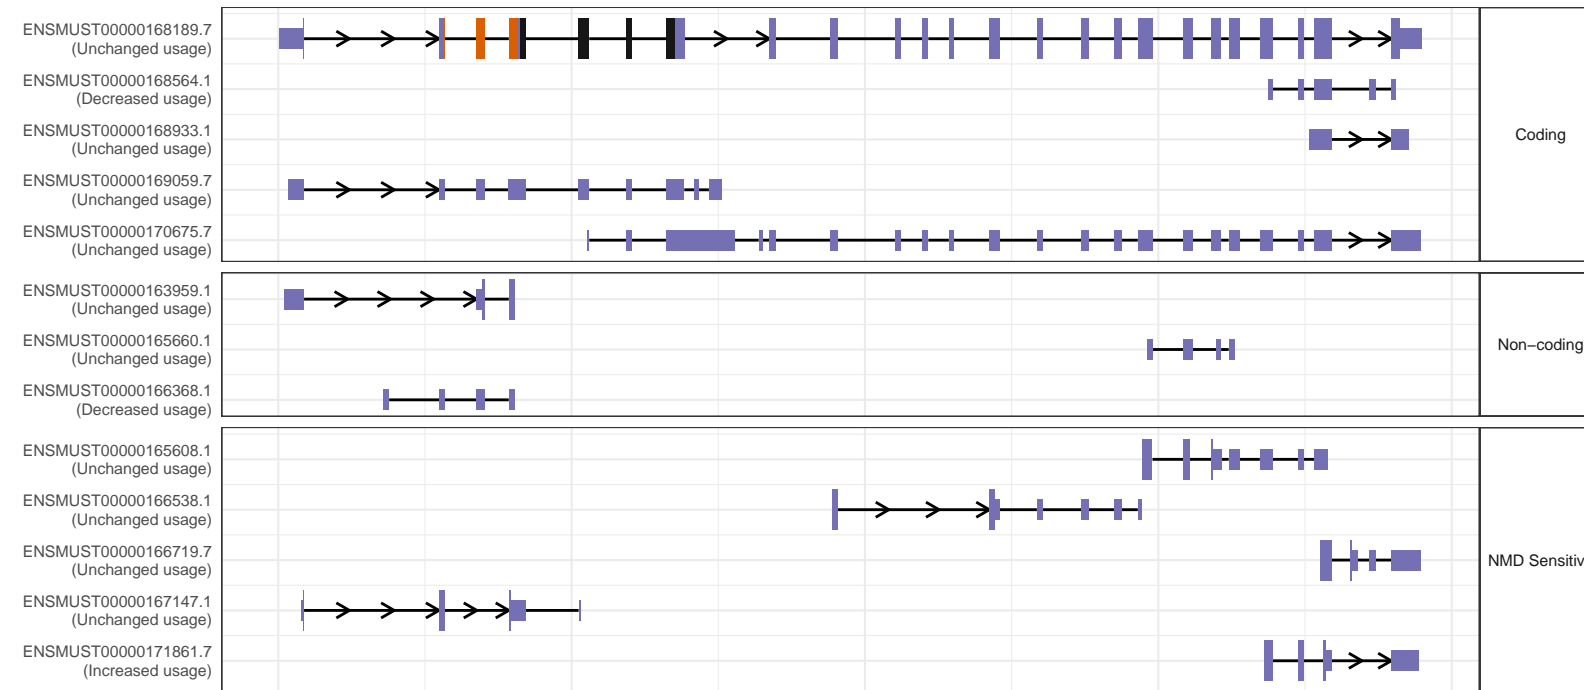 ENSMUST00000168189.7
(Unchanged usage)
ENSMUST00000168564.1
(Decreased usage)
ENSMUST00000168933.1
(Unchanged usage)
ENSMUST00000169059.7
(Unchanged usage)
ENSMUST00000170675.7
(Unchanged usage)
Coding
ENSMUST00000163959.1
(Unchanged usage)
ENSMUST00000165660.1
(Unchanged usage)
ENSMUST00000166368.1
(Decreased usage)
Non−coding
ENSMUST00000165608.1
(Unchanged usage)
ENSMUST00000166538.1
(Unchanged usage)
ENSMUST00000166719.7
(Unchanged usage)
ENSMUST00000167147.1
(Unchanged usage)
ENSMUST00000171861.7
(Increased usage)
NMD Sensitiv